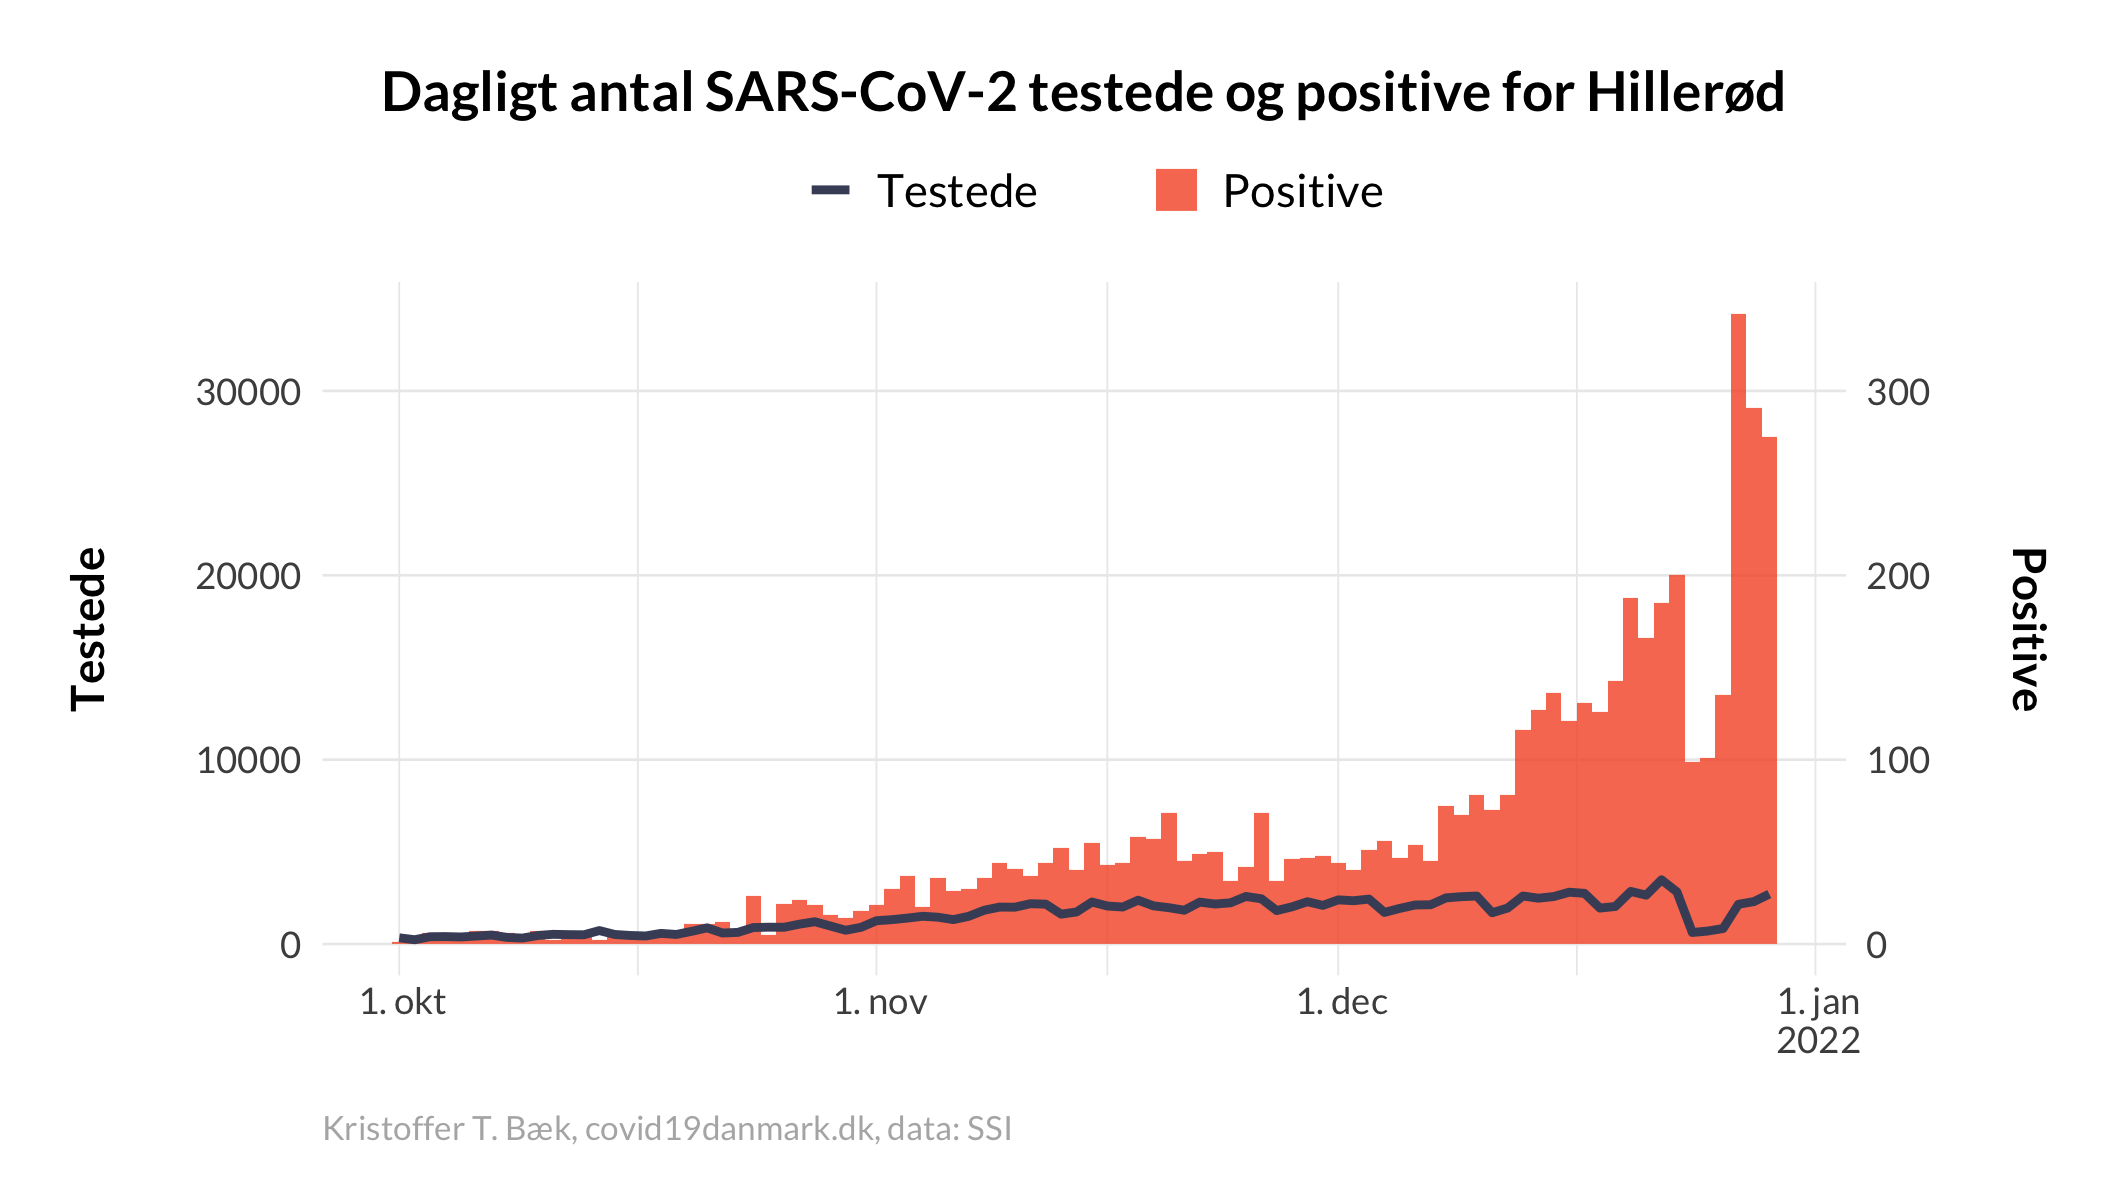 Dagligt antal SARS-CoV-2 testede og positive for Hillerød
Testede
Positive
Testede
30000
20000
10000
0
300
200
100
0
Positive
1. okt
1. nov
1. dec
1. jan
2022
Kristoffer T. Bæk, covid19danmark.dk, data: SSI